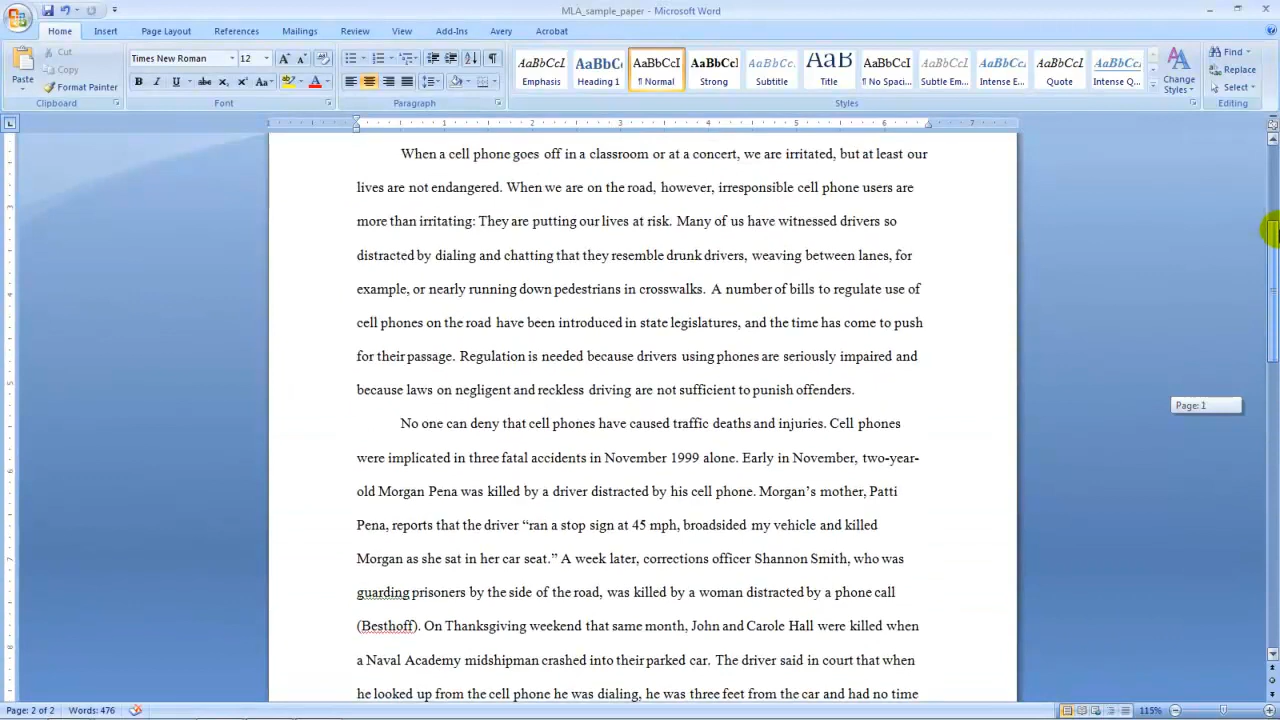 MLA_sample_paper - Microsoft Word
Home Insert Page Layout References Mailings Review View Add-Ins Avery Acrobat
Paste
Cut
Copy
Format Painter
Clipboard
Times New Roman 12
B I U abc X₂ X² Aa
Font
Paragraph
AaBbCcI AaBbC AaBbCcI AaBbCcI AaBbCcI AaB AaBbCcI AaBbCcI AaBbCcI AaBbCcI AaBbCcI
Emphasis Heading 1 ¶ Normal Strong Subtitle Title ¶ No Spaci... Subtle Em... Intense E... Quote Intense Q...
Styles
Change Styles
Find
Replace
Select
Editing
1 1 2 3 4 5 6 7
When a cell phone goes off in a classroom or at a concert, we are irritated, but at least our
lives are not endangered. When we are on the road, however, irresponsible cell phone users are
more than irritating: They are putting our lives at risk. Many of us have witnessed drivers so
distracted by dialing and chatting that they resemble drunk drivers, weaving between lanes, for
example, or nearly running down pedestrians in crosswalks. A number of bills to regulate use of
cell phones on the road have been introduced in state legislatures, and the time has come to push
for their passage. Regulation is needed because drivers using phones are seriously impaired and
because laws on negligent and reckless driving are not sufficient to punish offenders.
Page: 1
No one can deny that cell phones have caused traffic deaths and injuries. Cell phones
were implicated in three fatal accidents in November 1999 alone. Early in November, two-year-
old Morgan Pena was killed by a driver distracted by his cell phone. Morgan’s mother, Patti
Pena, reports that the driver “ran a stop sign at 45 mph, broadsided my vehicle and killed
Morgan as she sat in her car seat.” A week later, corrections officer Shannon Smith, who was
guarding prisoners by the side of the road, was killed by a woman distracted by a phone call
(Besthoff). On Thanksgiving weekend that same month, John and Carole Hall were killed when
a Naval Academy midshipman crashed into their parked car. The driver said in court that when
he looked up from the cell phone he was dialing, he was three feet from the car and had no time
Page: 2 of 2 Words: 476 115%